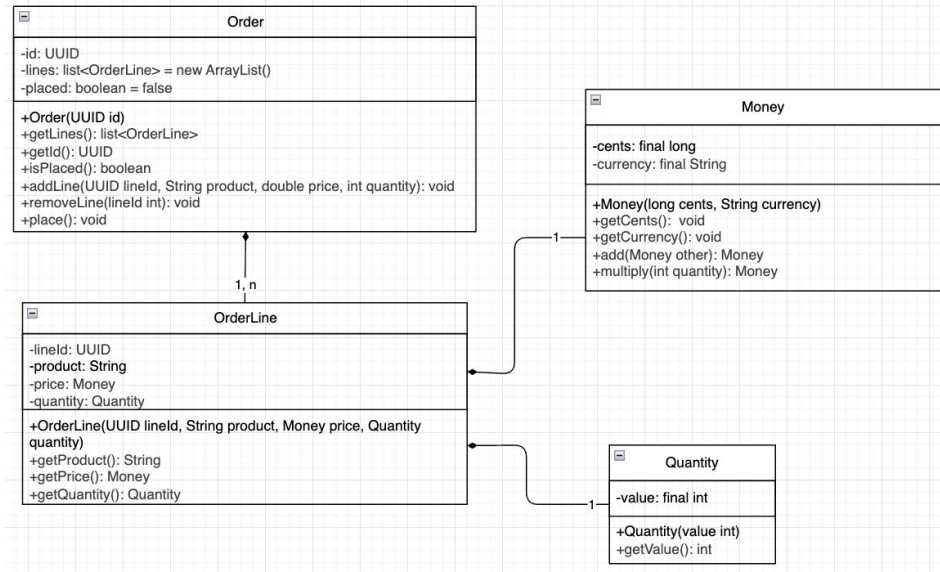 Order
-id: UUID
-lines: list<OrderLine> = new ArrayList()
-placed: boolean = false
+Order(UUID id)
+getLines(): list<OrderLine>
+getId(): UUID
+isPlaced(): boolean
+addLine(UUID lineId, String product, double price, int quantity): void
+removeLine(lineId int): void
+place(): void
1, n
OrderLine
-lineId: UUID
-product: String
-price: Money
-quantity: Quantity
+OrderLine(UUID lineId, String product, Money price, Quantity
quantity)
+getProduct(): String
+getPrice(): Money
+getQuantity(): Quantity
1
Money
-cents: final long
-currency: final String
+Money(long cents, String currency)
+getCents():  void
+getCurrency(): void
+add(Money other): Money
+multiply(int quantity): Money
1
Quantity
-value: final int
+Quantity(value int)
+getValue(): int